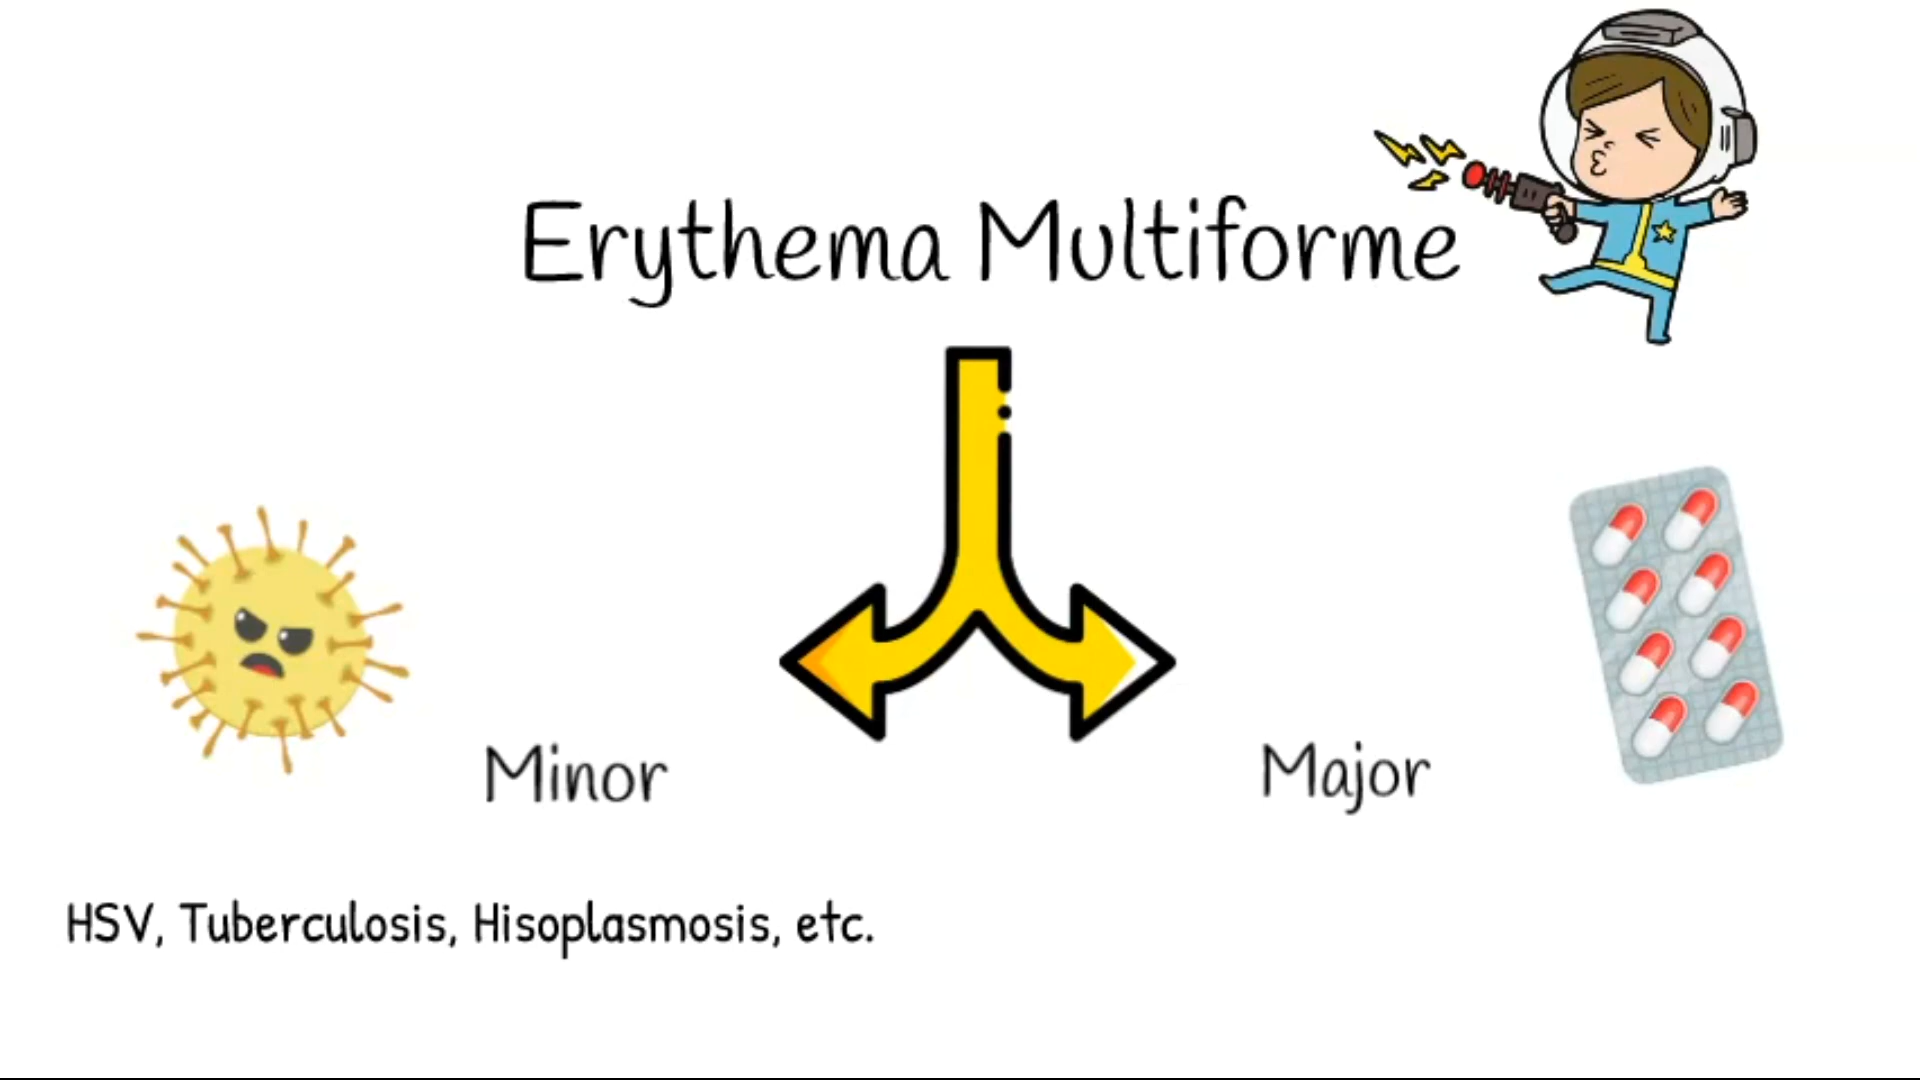 Erythema Multiforme
Minor
Major
HSV, Tuberculosis, Hisoplasmosis, etc.